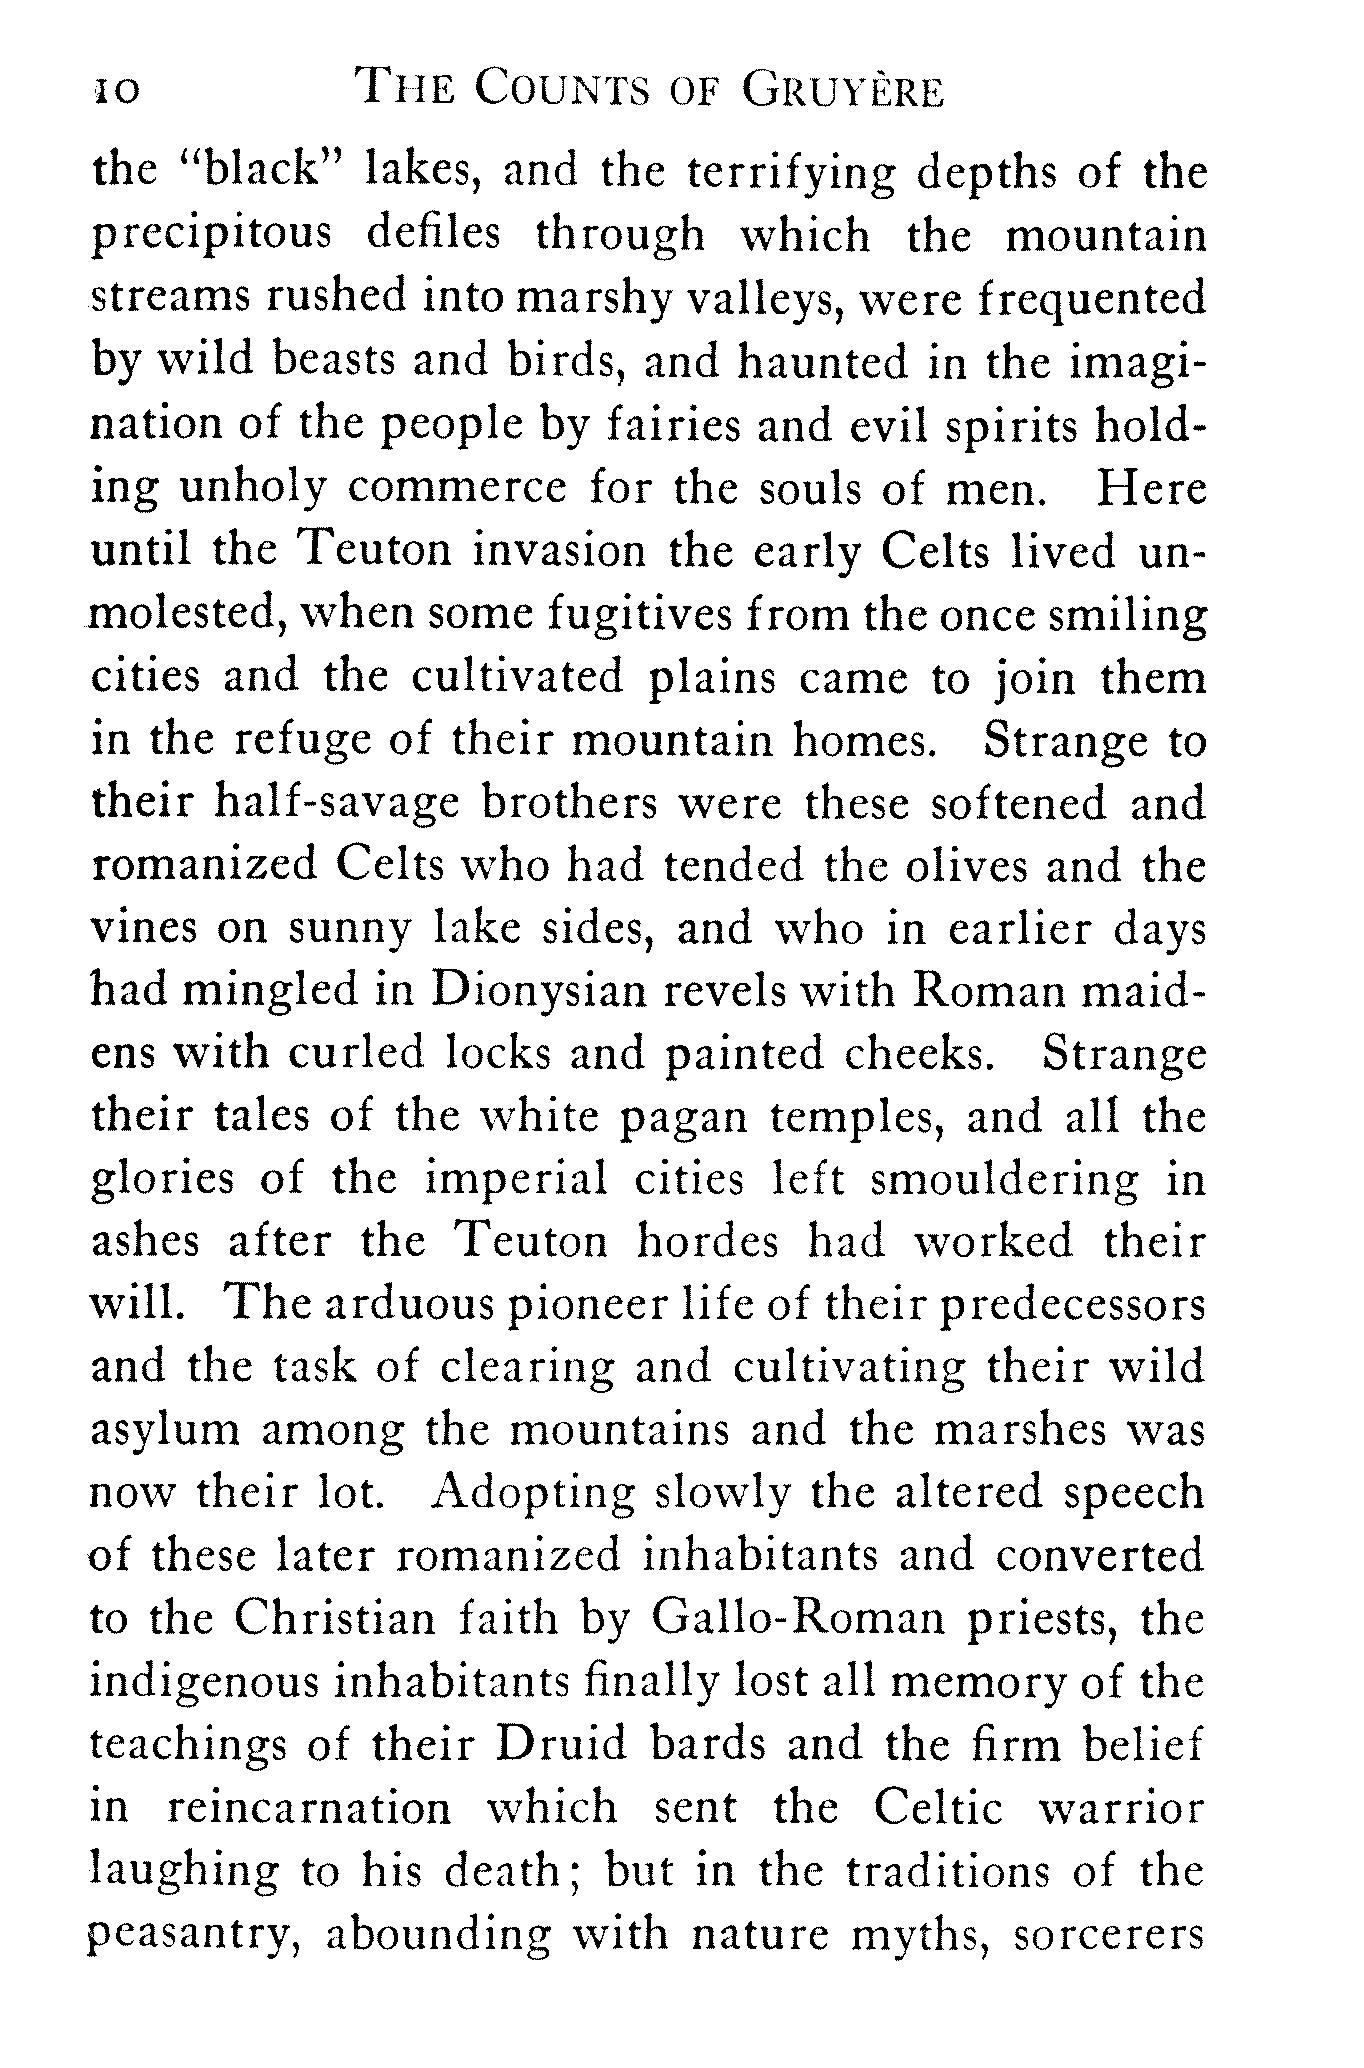 10 THE COUNTS OF GRUYÈRE
the "black" lakes, and the terrifying depths of the
precipitous defiles through which the mountain
streams rushed into marshy valleys, were frequented
by wild beasts and birds, and haunted in the imagi-
nation of the people by fairies and evil spirits hold-
ing unholy commerce for the souls of men. Here
until the Teuton invasion the early Celts lived un-
molested, when some fugitives from the once smiling
cities and the cultivated plains came to join them
in the refuge of their mountain homes. Strange to
their half-savage brothers were these softened and
romanized Celts who had tended the olives and the
vines on sunny lake sides, and who in earlier days
had mingled in Dionysian revels with Roman maid-
ens with curled locks and painted cheeks. Strange
their tales of the white pagan temples, and all the
glories of the imperial cities left smouldering in
ashes after the Teuton hordes had worked their
will. The arduous pioneer life of their predecessors
and the task of clearing and cultivating their wild
asylum among the mountains and the marshes was
now their lot. Adopting slowly the altered speech
of these later romanized inhabitants and converted
to the Christian faith by Gallo-Roman priests, the
indigenous inhabitants finally lost all memory of the
teachings of their Druid bards and the firm belief
in reincarnation which sent the Celtic warrior
laughing to his death; but in the traditions of the
peasantry, abounding with nature myths, sorcerers